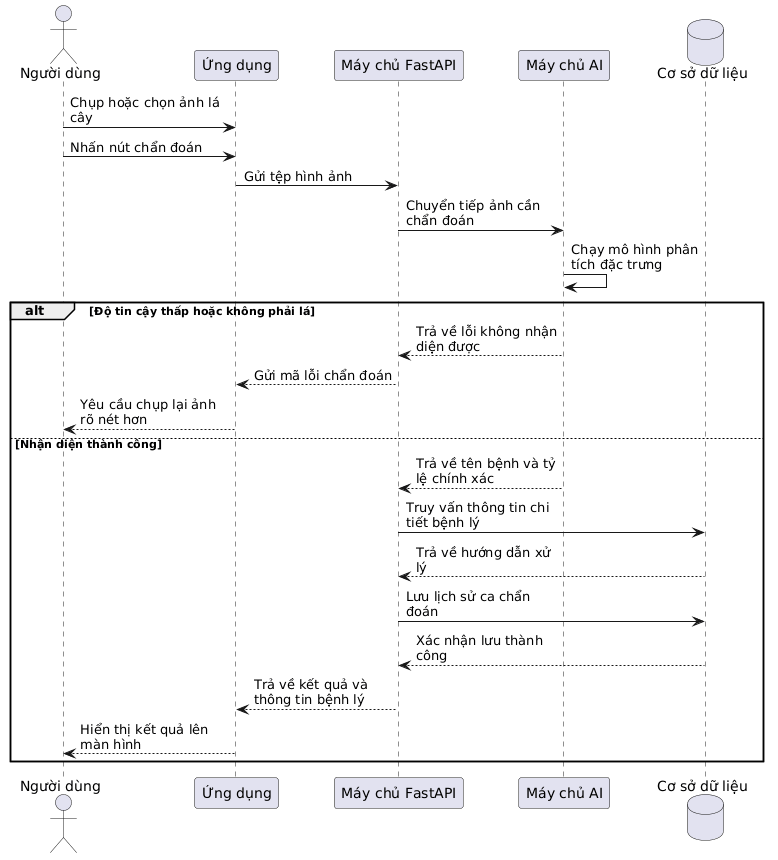 Người dùng
Ứng dụng
Máy chủ FastAPI
Máy chủ AI
Cơ sở dữ liệu
Chụp hoặc chọn ảnh lá
cây
Nhấn nút chẩn đoán
Gửi tệp hình ảnh
Chuyển tiếp ảnh cần
chẩn đoán
Chạy mô hình phân
tích đặc trưng
alt
[Độ tin cậy thấp hoặc không phải lá]
Trả về lỗi không nhận
diện được
Gửi mã lỗi chẩn đoán
Yêu cầu chụp lại ảnh
rõ nét hơn
[Nhận diện thành công]
Trả về tên bệnh và tỷ
lệ chính xác
Truy vấn thông tin chi
tiết bệnh lý
Trả về hướng dẫn xử
lý
Lưu lịch sử ca chẩn
đoán
Xác nhận lưu thành
công
Trả về kết quả và
thông tin bệnh lý
Hiển thị kết quả lên
màn hình
Người dùng
Ứng dụng
Máy chủ FastAPI
Máy chủ AI
Cơ sở dữ liệu